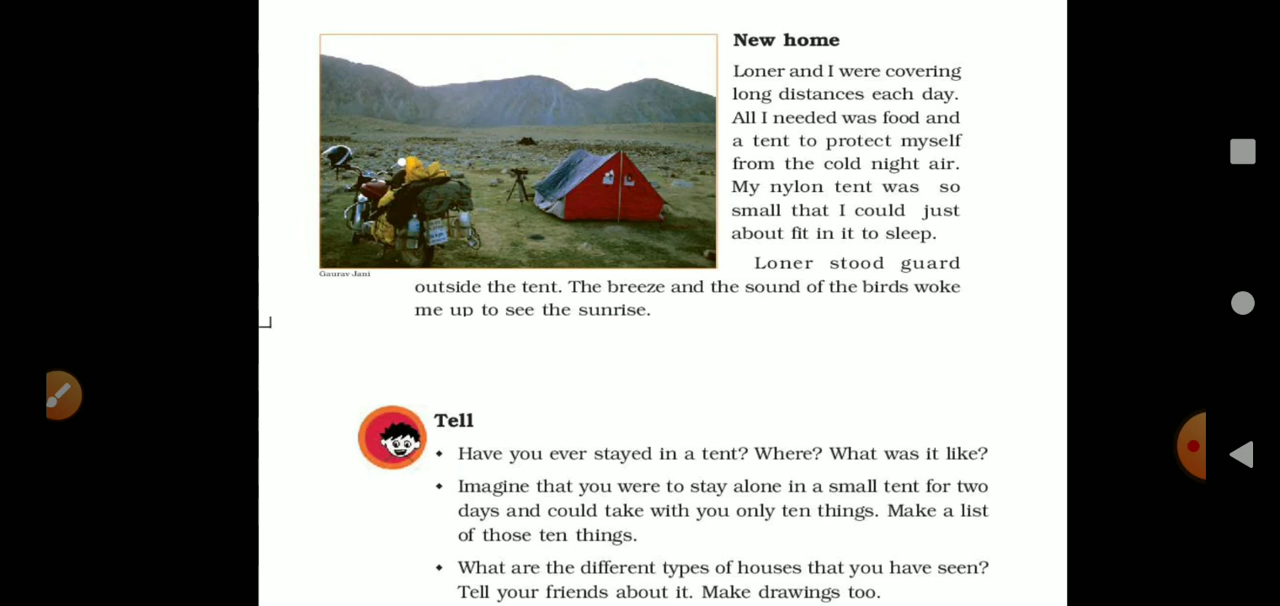 New home
Loner and I were covering
long distances each day.
All I needed was food and
a tent to protect myself
from the cold night air.
My nylon tent was so
small that I could just
about fit in it to sleep.
Loner stood guard
Gaurav Jani
outside the tent. The breeze and the sound of the birds woke
me up to see the sunrise.
Tell
• Have you ever stayed in a tent? Where? What was it like?
• Imagine that you were to stay alone in a small tent for two
days and could take with you only ten things. Make a list
of those ten things.
• What are the different types of houses that you have seen?
Tell your friends about it. Make drawings too.